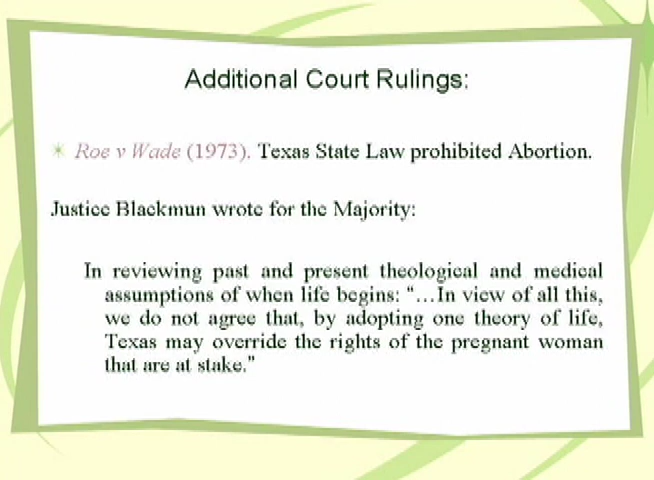 Additional Court Rulings:
Roe v Wade (1973). Texas State Law prohibited Abortion.
Justice Blackmun wrote for the Majority:
In reviewing past and present theological and medical
assumptions of when life begins: "…In view of all this,
we do not agree that, by adopting one theory of life,
Texas may override the rights of the pregnant woman
that are at stake."